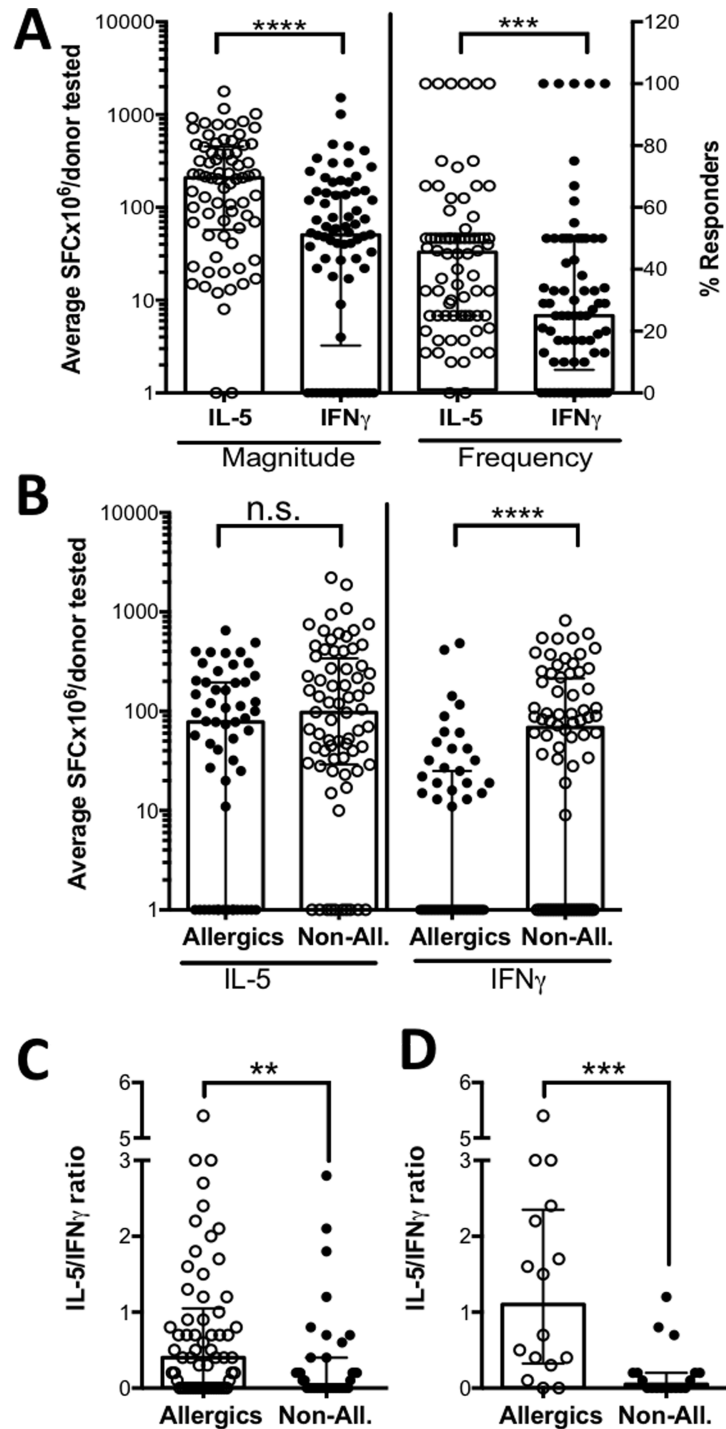 A
**** ***
10000 120
1000 100
80
100 60
40
10 20
1 0
Average SFCx10⁶/donor tested
% Responders
IL-5 IFNγ IL-5 IFNγ
Magnitude Frequency
B
n.s. ****
10000
1000
100
10
1
Average SFCx10⁶/donor tested
Allergics Non-All. Allergics Non-All.
IL-5 IFNγ
C
**
6
5
3
2
1
0
IL-5/IFNγ ratio
Allergics Non-All.
D
***
6
5
3
2
1
0
IL-5/IFNγ ratio
Allergics Non-All.